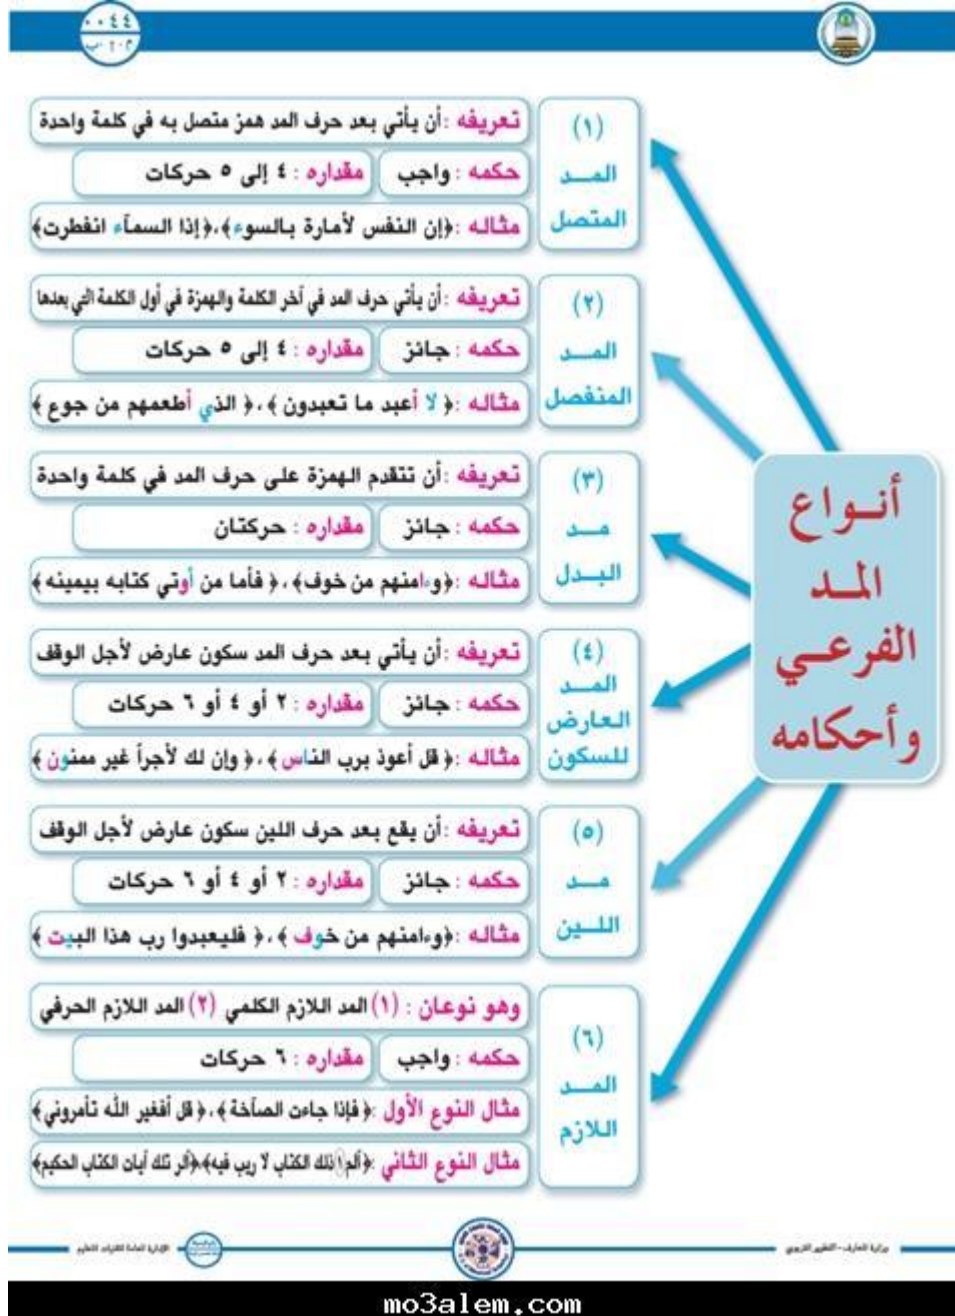 ٠٠٤٤
أنواع
المد
الفرعي
وأحكامه
(١)
المد
المتصل
تعريفه : أن يأتي بعد حرف المد همز متصل به في كلمة واحدة
حكمه : واجب
مقداره : ٤ إلى ٥ حركات
مثاله : ﴿إن النفس لأمارة بالسوء﴾،﴿إذا السمآء انفطرت﴾
(٢)
المد
المنفصل
تعريفه : أن يأتي حرف المد في آخر الكلمة والهمزة في أول الكلمة التي بعدها
حكمه : جائز
مقداره : ٤ إلى ٥ حركات
مثاله : ﴿ لا أعبد ما تعبدون ﴾،﴿ الذي أطعمهم من جوع ﴾
(٣)
مد
البدل
تعريفه : أن تتقدم الهمزة على حرف المد في كلمة واحدة
حكمه : جائز
مقداره : حركتان
مثاله : ﴿وءامنهم من خوف﴾،﴿ فأما من أوتي كتابه بيمينه ﴾
(٤)
المد
العارض
للسكون
تعريفه : أن يأتي بعد حرف المد سكون عارض لأجل الوقف
حكمه : جائز
مقداره : ٢ أو ٤ أو ٦ حركات
مثاله : ﴿ قل أعوذ برب الناس ﴾،﴿ وإن لك لأجراً غير ممنون ﴾
(٥)
مد
اللين
تعريفه : أن يقع بعد حرف اللين سكون عارض لأجل الوقف
حكمه : جائز
مقداره : ٢ أو ٤ أو ٦ حركات
مثاله : ﴿وءامنهم من خوف ﴾،﴿ فليعبدوا رب هذا البيت ﴾
(٦)
المد
اللازم
وهو نوعان : (١) المد اللازم الكلمي (٢) المد اللازم الحرفي
حكمه : واجب
مقداره : ٦ حركات
مثال النوع الأول : ﴿ فإذا جاءت الصآخة ﴾،﴿ قل أفغير الله تأمروني﴾
مثال النوع الثاني : ﴿ألم ١ ذلك الكتاب لا ريب فيه﴾،﴿ألر تلك آيات الكتاب الحكيم﴾
وزارة المعارف - التطوير التربوي
mo3alem.com